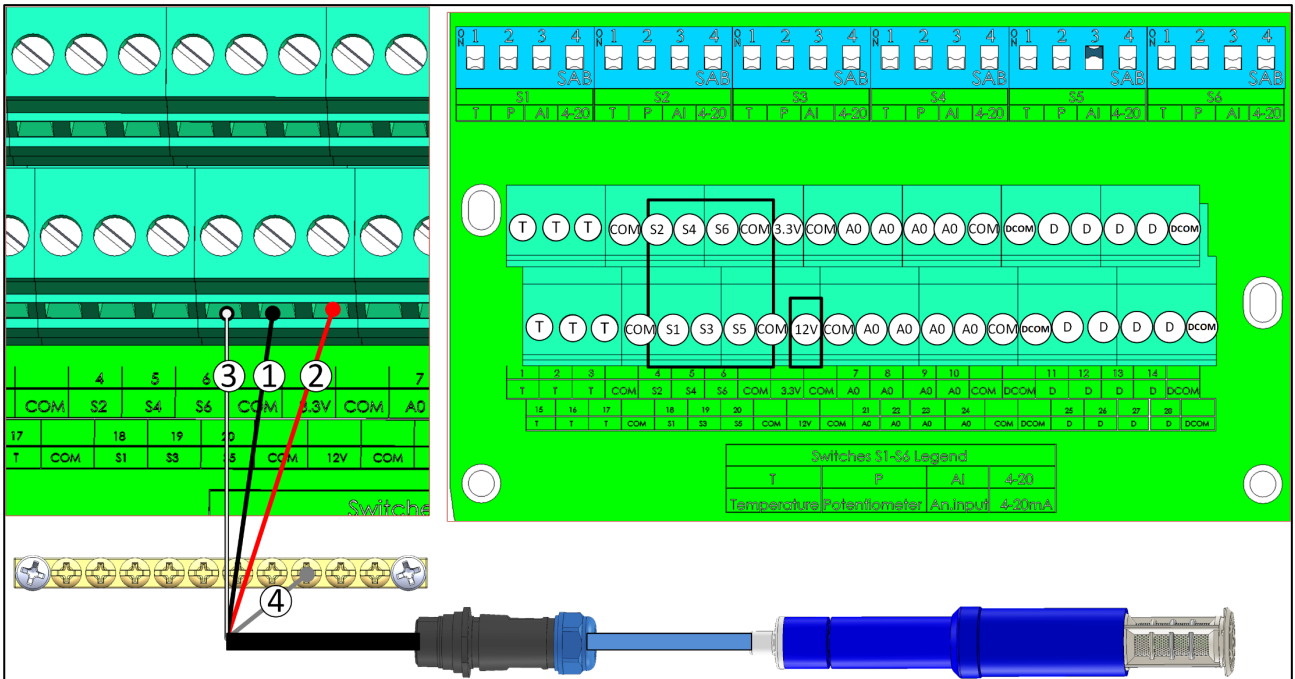 ON 1 2 3 4 ON 1 2 3 4 ON 1 2 3 4 ON 1 2 3 4 ON 1 2 3 4 ON 1 2 3 4
SAB SAB SAB SAB SAB SAB
S1 S2 S3 S4 S5 S6
T P AI 4-20 T P AI 4-20 T P AI 4-20 T P AI 4-20 T P AI 4-20 T P AI 4-20
T T T COM S2 S4 S6 COM 3.3V COM A0 A0 A0 A0 COM DCOM D D D D DCOM
T T T COM S1 S3 S5 COM 12V COM A0 A0 A0 A0 COM DCOM D D D D DCOM
1 2 3 4 5 6 7 8 9 10 11 12 13 14
T T T COM S2 S4 S6 COM 3.3V COM A0 A0 A0 A0 COM DCOM D D D DCOM
15 16 17 18 19 20 21 22 23 24 25 26 27 28
T T T COM S1 S3 S5 COM 12V COM A0 A0 A0 A0 COM DCOM D D D D DCOM
Switches S1-S6 Legend
T P AI 4-20
Temperature Potentiometer An.Input 4-20mA
3 1 2
4 5 6 7
COM S2 S4 S6 COM 3.3V COM A0
17 18 19 20
T COM S1 S3 S5 COM 12V COM
Switche
4